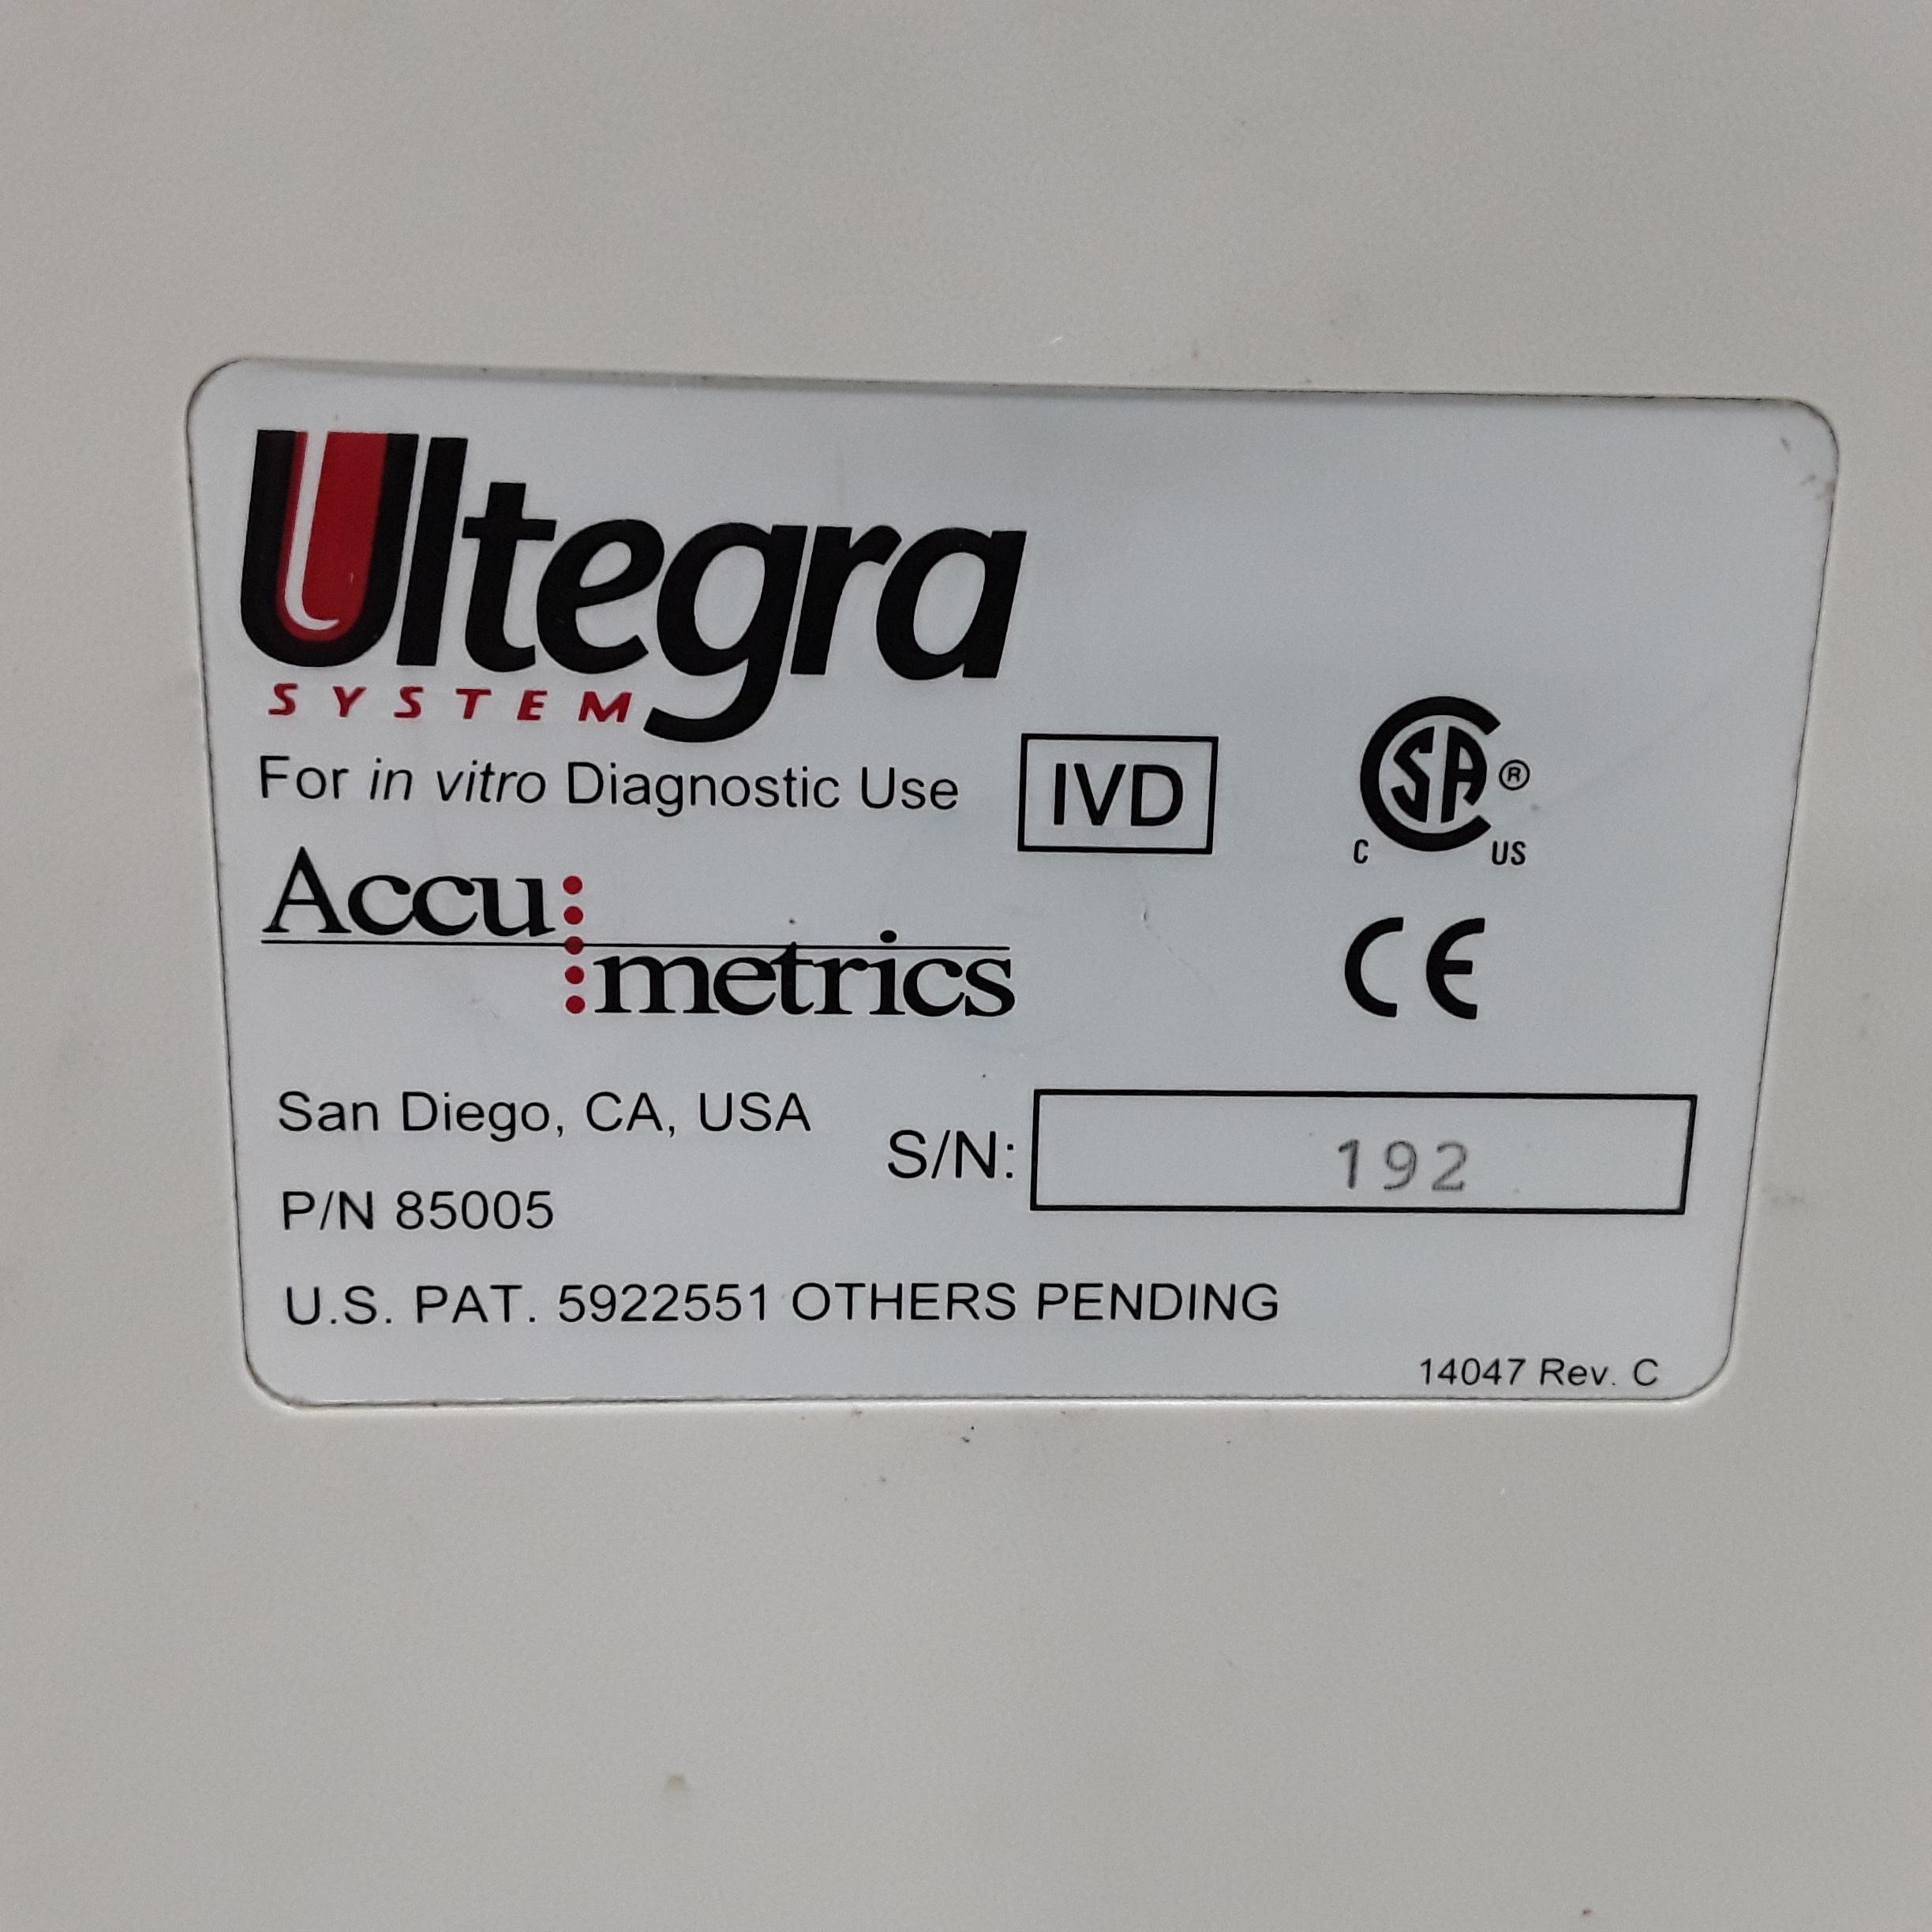 Ultegra
SYSTEM
For in vitro Diagnostic Use IVD
CSA ®
C US
Accu
metrics
CE
San Diego, CA, USA
S/N: 192
P/N 85005
U.S. PAT. 5922551 OTHERS PENDING
14047 Rev. C